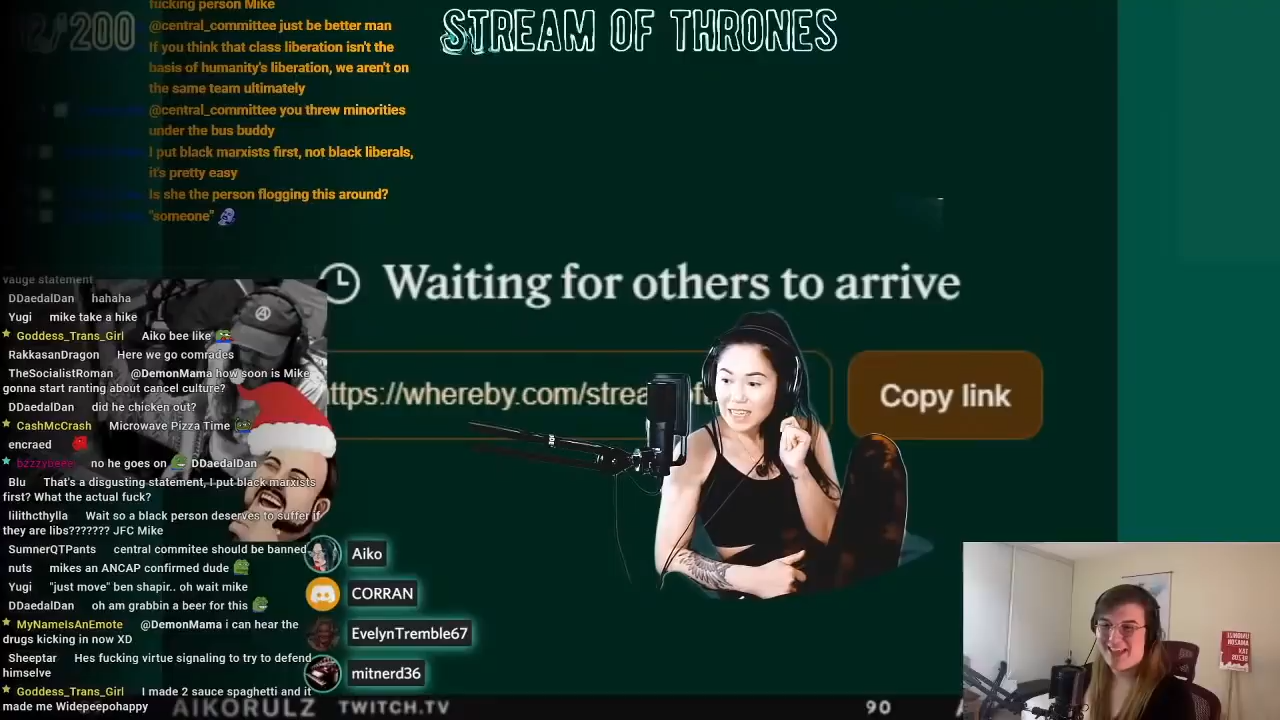 2/200
STREAM OF THRONES
fucking person Mike
@central_committee just be better man
If you think that class liberation isn't the
basis of humanity's liberation, we aren't on
the same team ultimately
@central_committee you threw minorities
under the bus buddy
I put black marxists first, not black liberals,
it's pretty easy
Is she the person flogging this around?
"someone"
Waiting for others to arrive
https://whereby.com/strea
Copy link
vauge statement
DDaedalDan hahaha
Yugi mike take a hike
Goddess_Trans_Girl Aiko bee like
RakkasanDragon Here we go comrades
TheSocialistRoman @DemonMama how soon is Mike
gonna start ranting about cancel culture?
DDaedalDan did he chicken out?
CashMcCrash Microwave Pizza Time
encraed
bzzzybeee no he goes on DDaedalDan
Blu That's a disgusting statement, I put black marxists
first? What the actual fuck?
lilithcthylla Wait so a black person deserves to suffer if
they are libs??????? JFC Mike
SumnerQTPants central commitee should be banned
nuts mikes an ANCAP confirmed dude
Yugi "just move" ben shapir.. oh wait mike
DDaedalDan oh am grabbin a beer for this
MyNameIsAnEmote @DemonMama i can hear the
drugs kicking in now XD
Sheeptar Hes fucking virtue signaling to try to defend
himselve
Goddess_Trans_Girl I made 2 sauce spaghetti and it
made me Widepeepohappy
Aiko
CORRAN
EvelynTremble67
mitnerd36
AIKORULZ TWITCH.TV
90